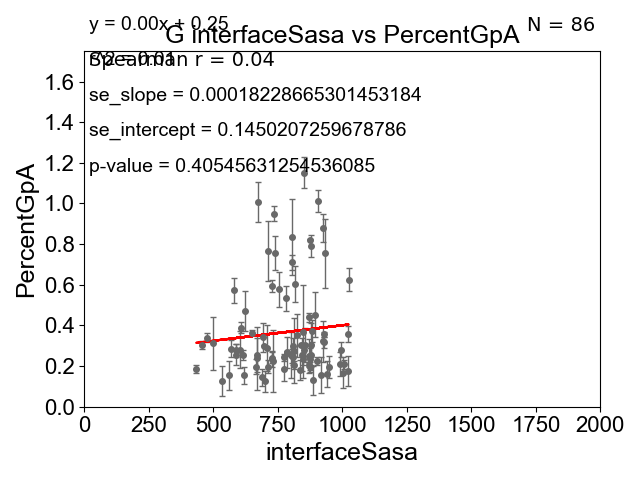 y = 0.00x + 0.25
N = 86
G interfaceSasa vs PercentGpA
Spearman r = 0.04
se_slope = 0.00018228665301453184
se_intercept = 0.1450207259678786
p-value = 0.40545631254536085
PercentGpA
1.6
1.4
1.2
1.0
0.8
0.6
0.4
0.2
0.0
0
250
500
750
1000
1250
1500
1750
2000
interfaceSasa